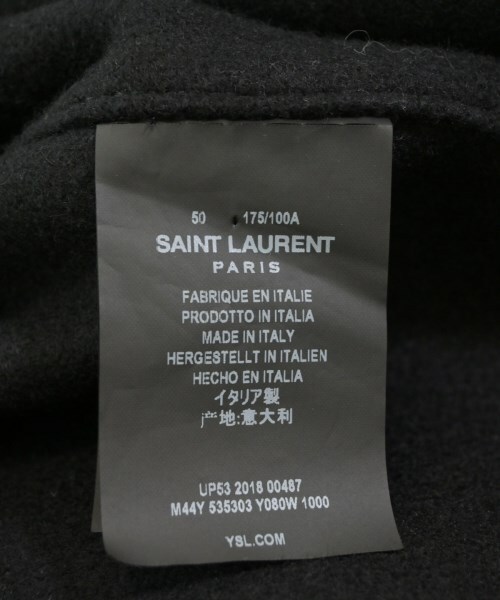 50 175/100A
SAINT LAURENT
PARIS
FABRIQUE EN ITALIE
PRODOTTO IN ITALIA
MADE IN ITALY
HERGESTELLT IN ITALIEN
HECHO EN ITALIA
イタリア製
产地:意大利
UP53 2018 00487
M44Y 535303 Y080W 1000
YSL.COM